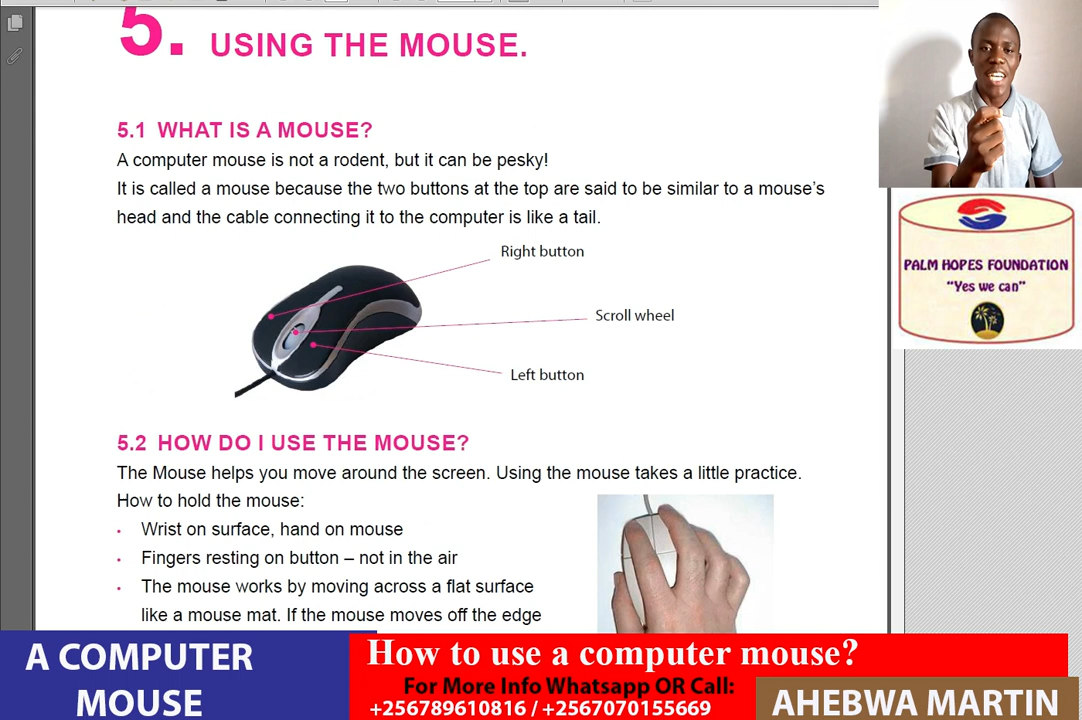 5. USING THE MOUSE.
5.1 WHAT IS A MOUSE?
A computer mouse is not a rodent, but it can be pesky!
It is called a mouse because the two buttons at the top are said to be similar to a mouse's
head and the cable connecting it to the computer is like a tail.
Right button
Scroll wheel
Left button
5.2 HOW DO I USE THE MOUSE?
The Mouse helps you move around the screen. Using the mouse takes a little practice.
How to hold the mouse:
• Wrist on surface, hand on mouse
• Fingers resting on button – not in the air
• The mouse works by moving across a flat surface
like a mouse mat. If the mouse moves off the edge
PALM HOPES FOUNDATION
"Yes we can"
A COMPUTER
MOUSE
How to use a computer mouse?
For More Info Whatsapp OR Call:
+256789610816 / +2567070155669
AHEBWA MARTIN